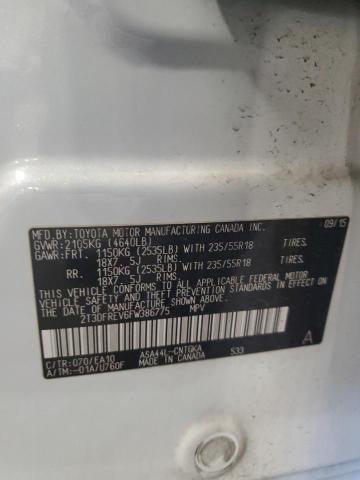 MFD.BY:TOYOTA MOTOR MANUFACTURING CANADA INC. 09/15
GVWR:2105KG (4640LB)
GAWR:FRT. 1150KG (2535LB) WITH 235/55R18 TIRES.
18X7. 5J RIMS.
RR. 1150KG (2535LB) WITH 235/55R18 TIRES.
18X7. 5J RIMS.
THIS VEHICLE CONFORMS TO ALL APPLICABLE FEDERAL MOTOR
VEHICLE SAFETY AND THEFT PREVENTION STANDARDS IN EFFECT
ON THE DATE OF MANUFACTURE SHOWN ABOVE.
2T3DFREV6FW386775 MPV
C/TR:070/EA10 ASA44L-CNTGKA
A/TM:-01A/U760F MADE IN CANADA 533 A